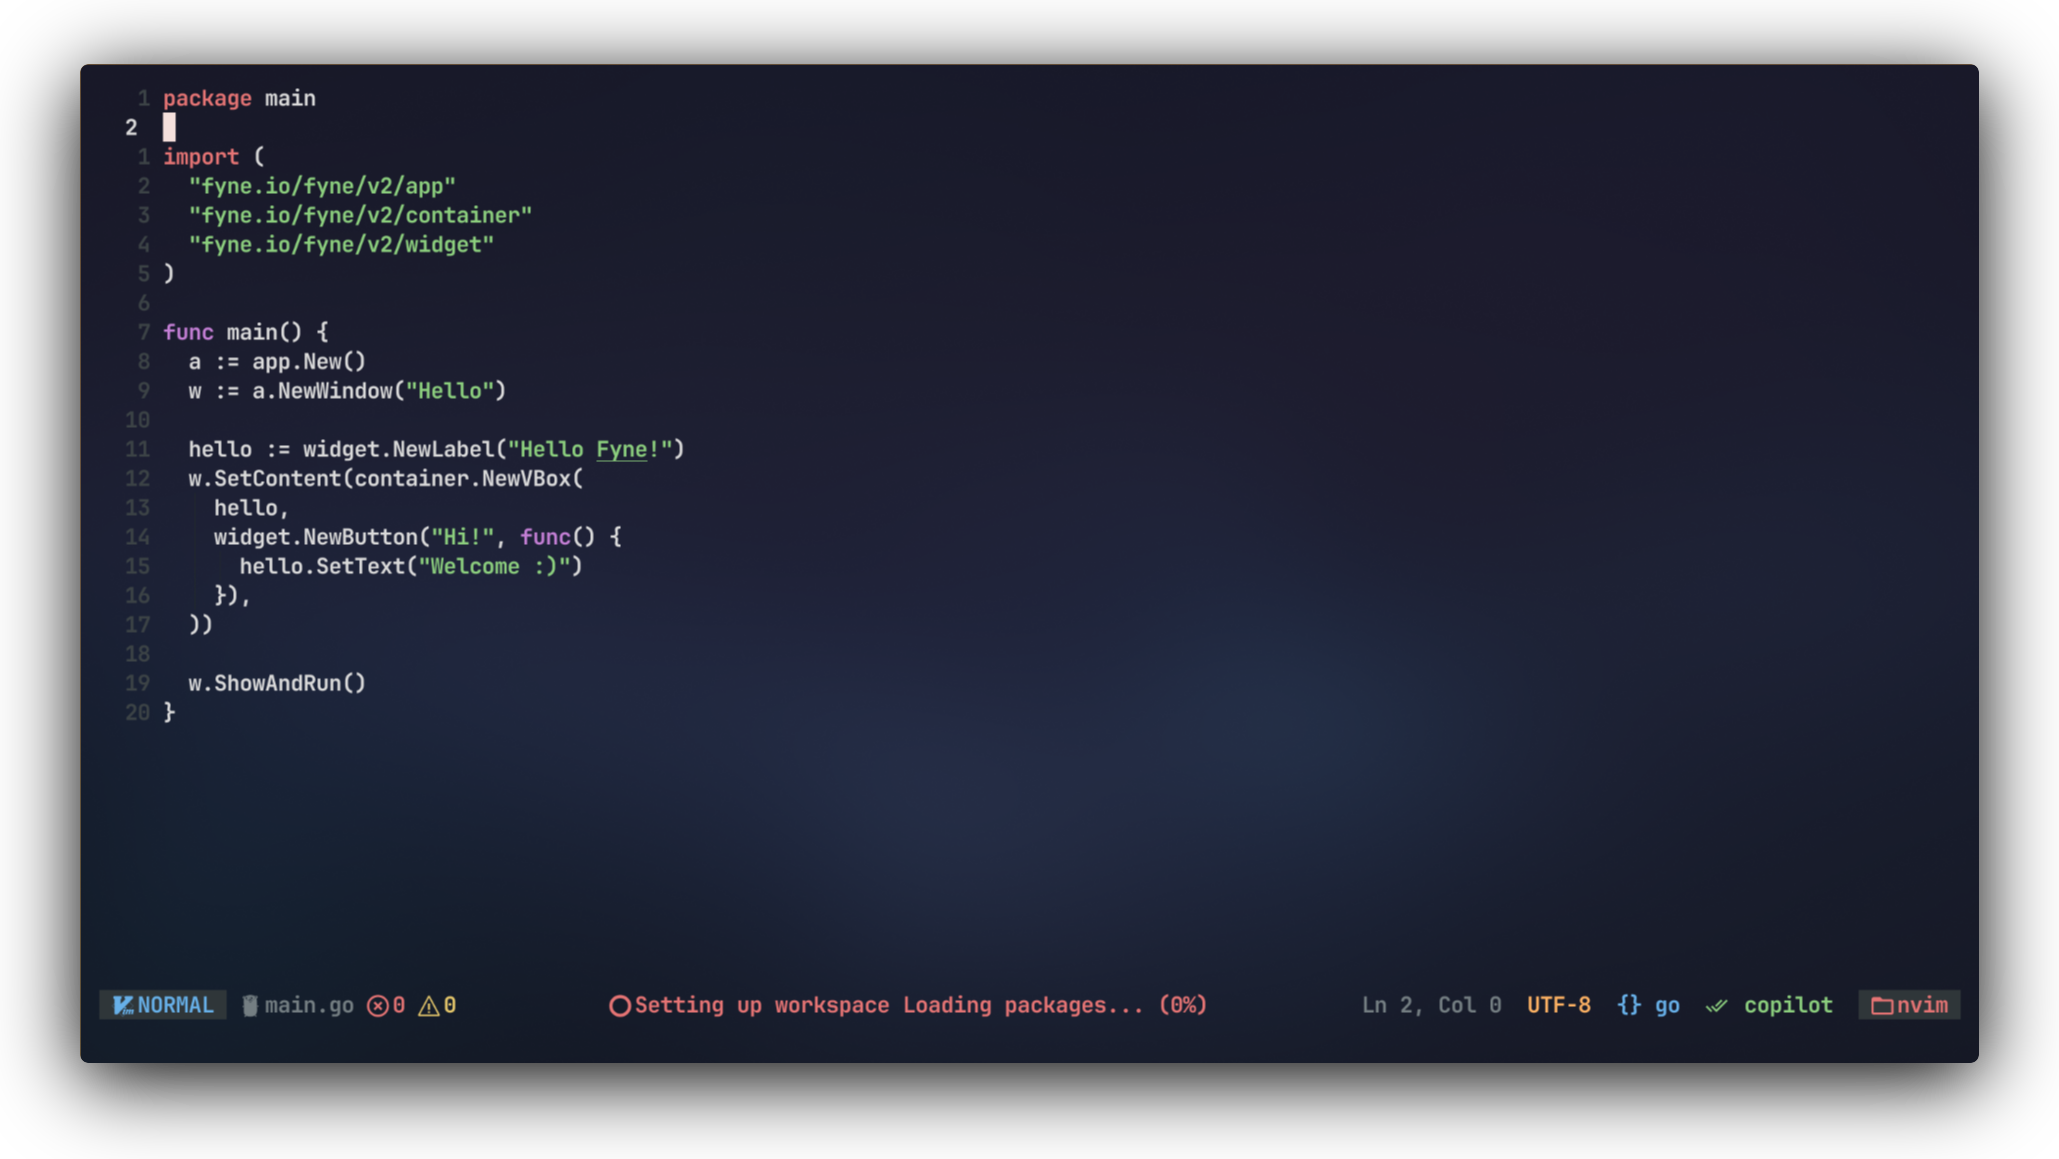 1 package main
2
1 import (
2   "fyne.io/fyne/v2/app"
3   "fyne.io/fyne/v2/container"
4   "fyne.io/fyne/v2/widget"
5 )
6
7 func main() {
8   a := app.New()
9   w := a.NewWindow("Hello")
10
11   hello := widget.NewLabel("Hello Fyne!")
12   w.SetContent(container.NewVBox(
13     hello,
14     widget.NewButton("Hi!", func() {
15       hello.SetText("Welcome :)")
16     }),
17   ))
18
19   w.ShowAndRun()
20 }
NORMAL main.go 0 0 Setting up workspace Loading packages... (0%) Ln 2, Col 0 UTF-8 {} go copilot nvim